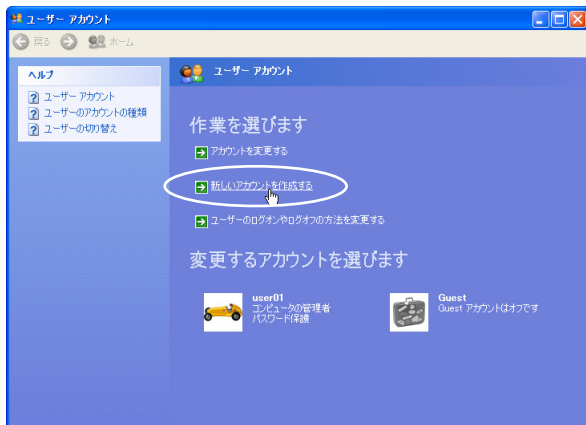 ユーザー アカウント
戻る
ホーム
ヘルプ
ユーザー アカウント
ユーザーのアカウントの種類
ユーザーの切り替え
ユーザー アカウント
作業を選びます
アカウントを変更する
新しいアカウントを作成する
ユーザーのログオンやログオフの方法を変更する
変更するアカウントを選びます
user01
コンピュータの管理者
パスワード保護
Guest
Guest アカウントはオフです